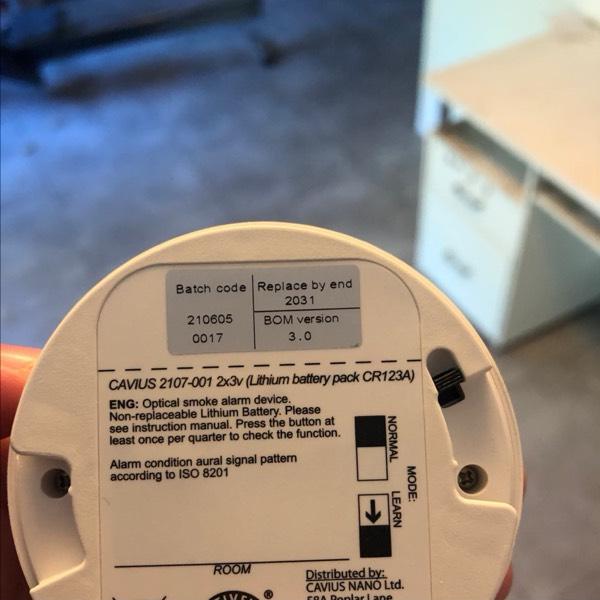 Batch code
210605
0017
Replace by end
2031
BOM version
3.0
CAVIUS 2107-001 2x3v (Lithium battery pack CR123A)
ENG: Optical smoke alarm device.
Non-replaceable Lithium Battery. Please
see instruction manual. Press the button at
least once per quarter to check the function.
Alarm condition aural signal pattern
according to ISO 8201
NORMAL
MODE:
LEARN
ROOM
®
Distributed by:
CAVIUS NANO Ltd.
58A Poplar Lane